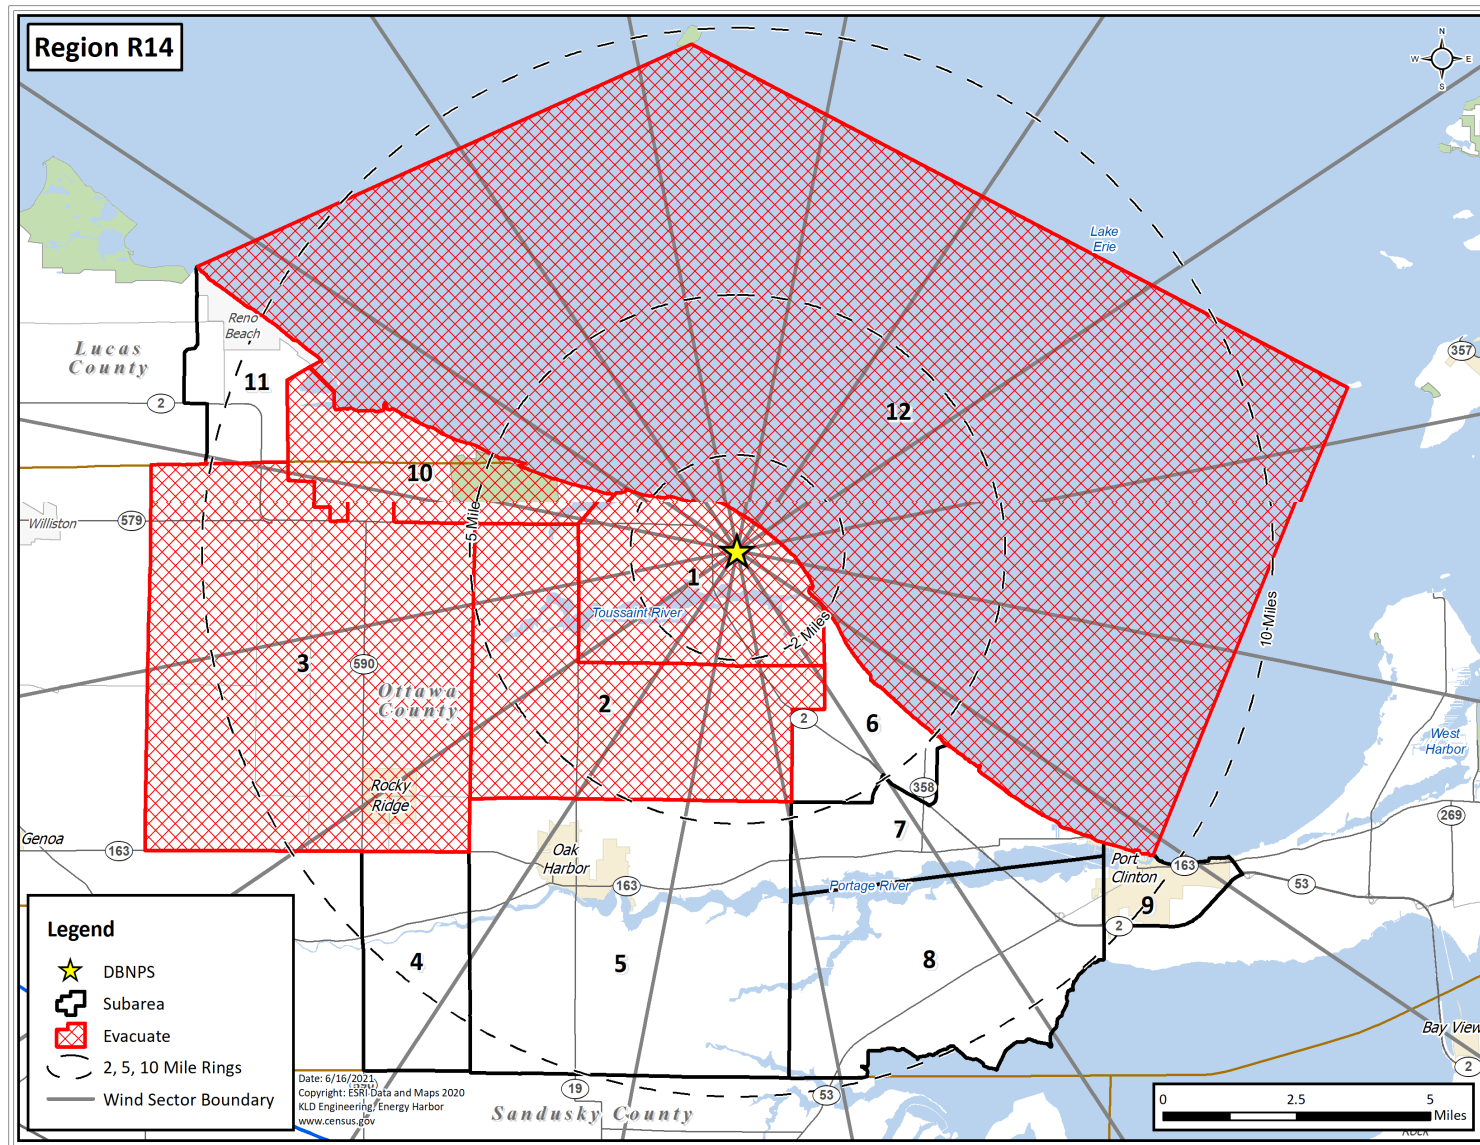 Region R14
N
W
E
S
Lake
Erie
Reno
Beach
Lucas
County
357
11
2
12
10
Williston
579
5 Mile
1
Toussaint River
2 Miles
10 Miles
3
590
Ottawa
County
2
2
6
West
Harbor
Rocky
Ridge
358
269
Genoa
163
7
Oak
Harbor
163
Port
Clinton
163
53
Portage River
9
2
4
5
8
Bay View
2
Legend
DBNPS
Subarea
Evacuate
2, 5, 10 Mile Rings
Wind Sector Boundary
Date: 6/16/2021
Copyright: ESRI Data and Maps 2020
KLD Engineering, Energy Harbor
www.census.gov
590
19
53
Sandusky County
0
2.5
5
Miles
Rock